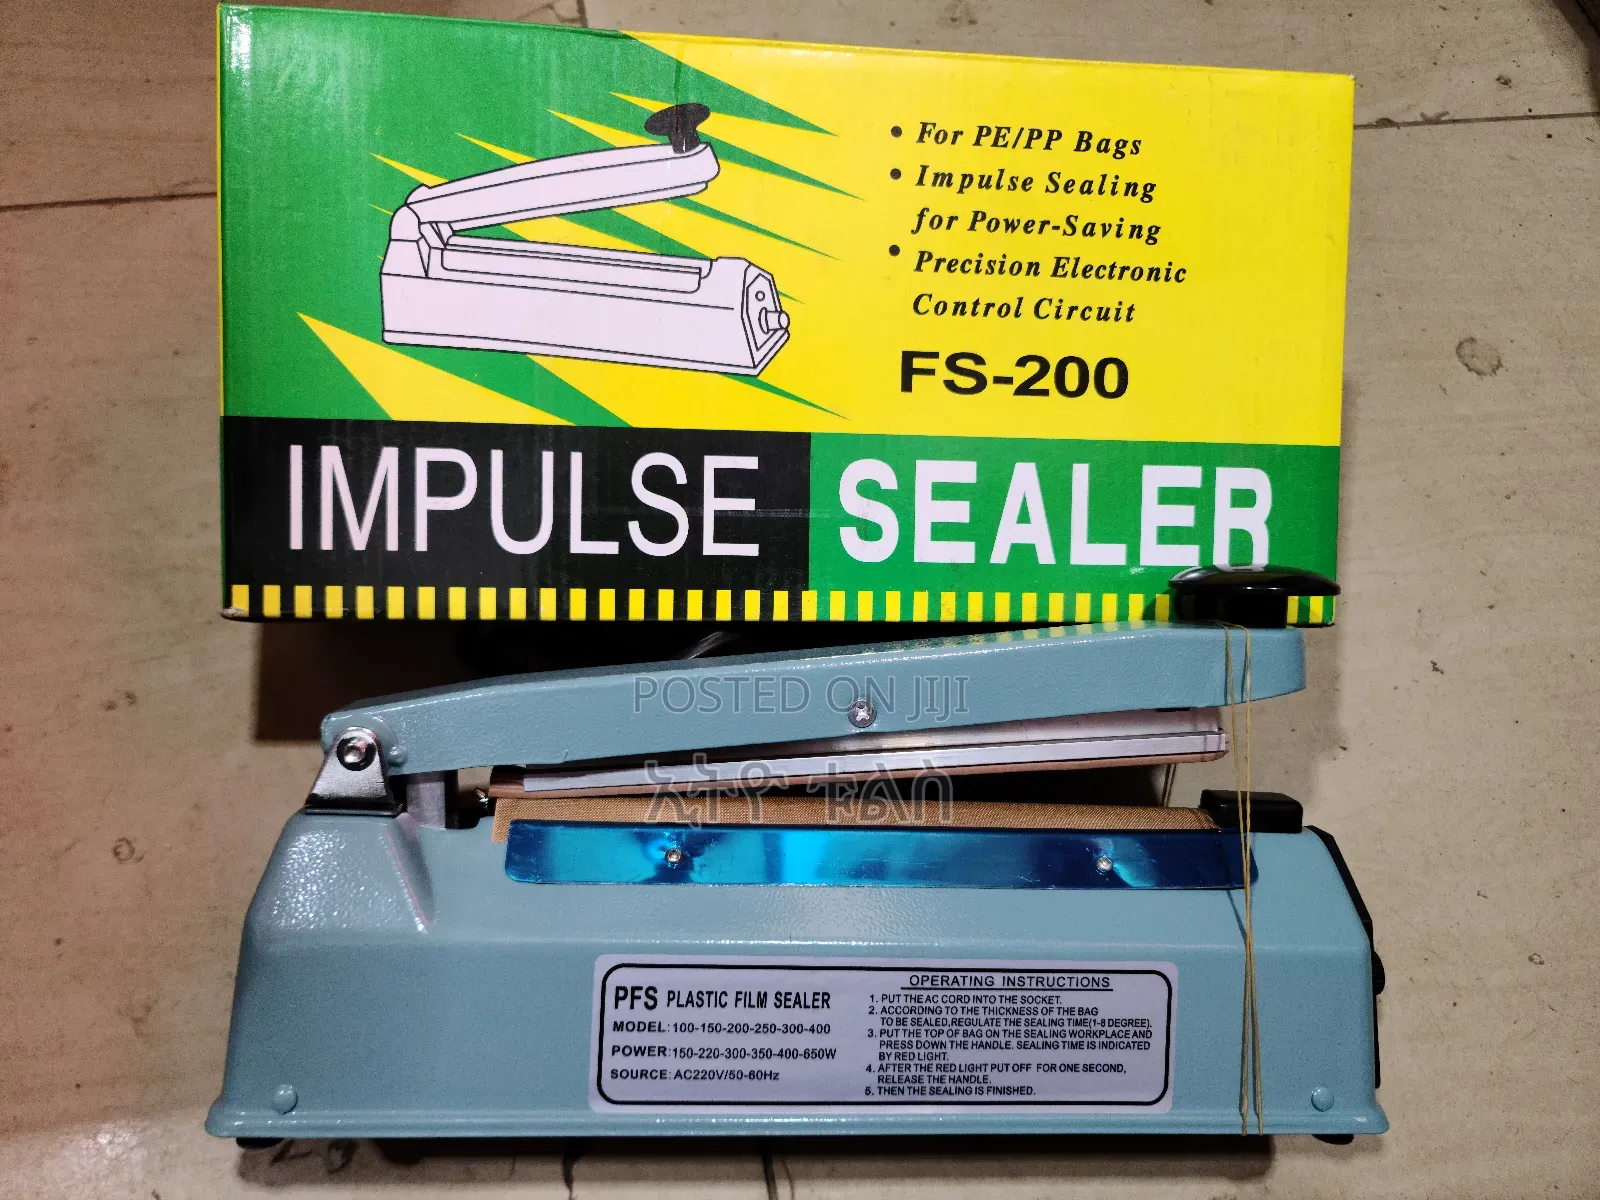 • For PE/PP Bags
• Impulse Sealing
for Power-Saving
• Precision Electronic
Control Circuit
FS-200
IMPULSE SEALER
POSTED ON JIJI
ኢትዮ ቱልስ
PFS PLASTIC FILM SEALER
MODEL:100-150-200-250-300-400
POWER:150-220-300-350-400-650W
SOURCE: AC220V/50-60Hz
OPERATING INSTRUCTIONS
1. PUT THE AC CORD INTO THE SOCKET.
2. ACCORDING TO THE THICKNESS OF THE BAG
TO BE SEALED,REGULATE THE SEALING TIME(1-8 DEGREE).
3. PUT THE TOP OF BAG ON THE SEALING WORKPLACE AND
PRESS DOWN THE HANDLE. SEALING TIME IS INDICATED
BY RED LIGHT.
4. AFTER THE RED LIGHT PUT OFF FOR ONE SECOND,
RELEASE THE HANDLE.
5. THEN THE SEALING IS FINISHED.